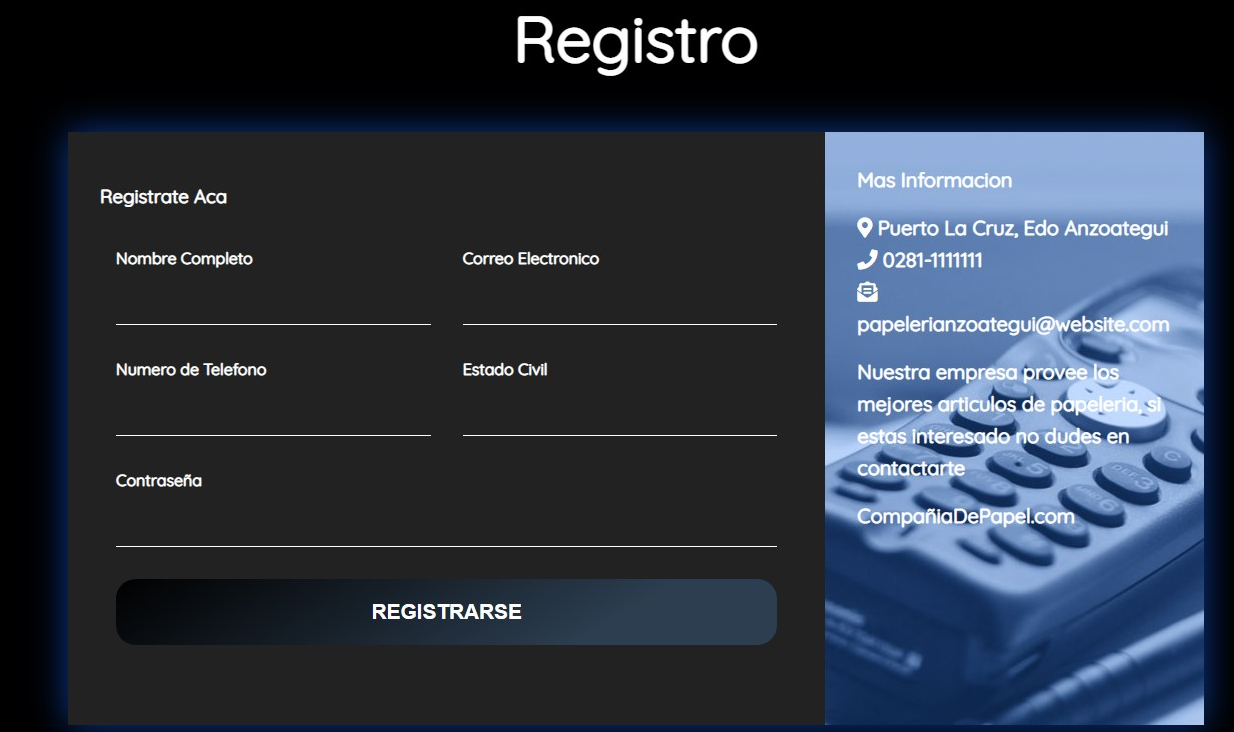 Registro
Registrate Aca
Nombre Completo
Correo Electronico
Numero de Telefono
Estado Civil
Contraseña
REGISTRARSE
Mas Informacion
Puerto La Cruz, Edo Anzoategui
0281-1111111
papelerianzoategui@website.com
Nuestra empresa provee los
mejores articulos de papeleria, si
estas interesado no dudes en
contactarte
CompañiaDePapel.com